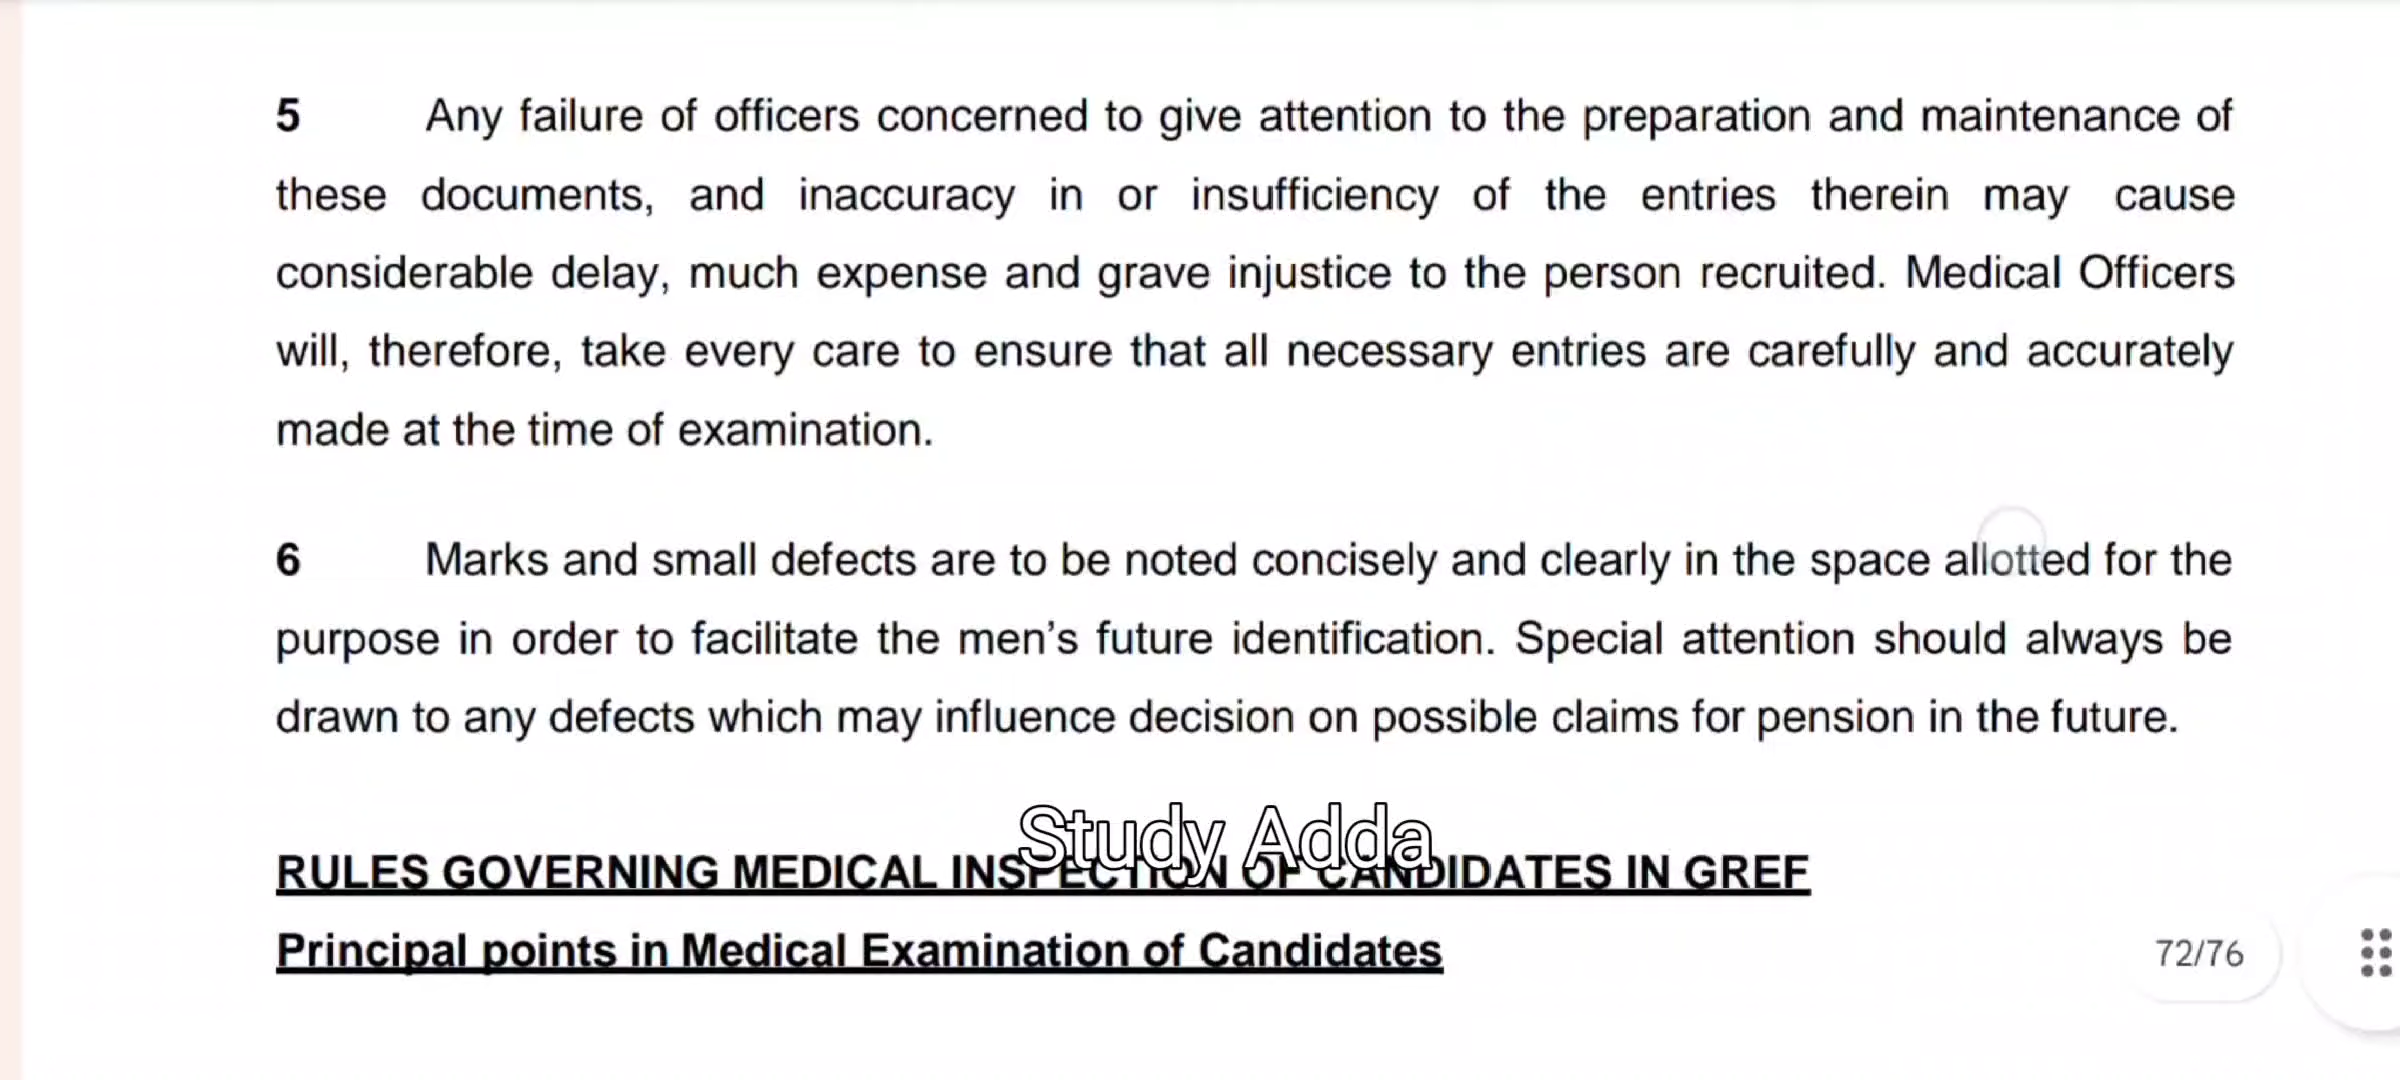 5 Any failure of officers concerned to give attention to the preparation and maintenance of
these documents, and inaccuracy in or insufficiency of the entries therein may cause
considerable delay, much expense and grave injustice to the person recruited. Medical Officers
will, therefore, take every care to ensure that all necessary entries are carefully and accurately
made at the time of examination.
6 Marks and small defects are to be noted concisely and clearly in the space allotted for the
purpose in order to facilitate the men's future identification. Special attention should always be
drawn to any defects which may influence decision on possible claims for pension in the future.
Study Adda
RULES GOVERNING MEDICAL INSPECTION OF CANDIDATES IN GREF
Principal points in Medical Examination of Candidates
72/76